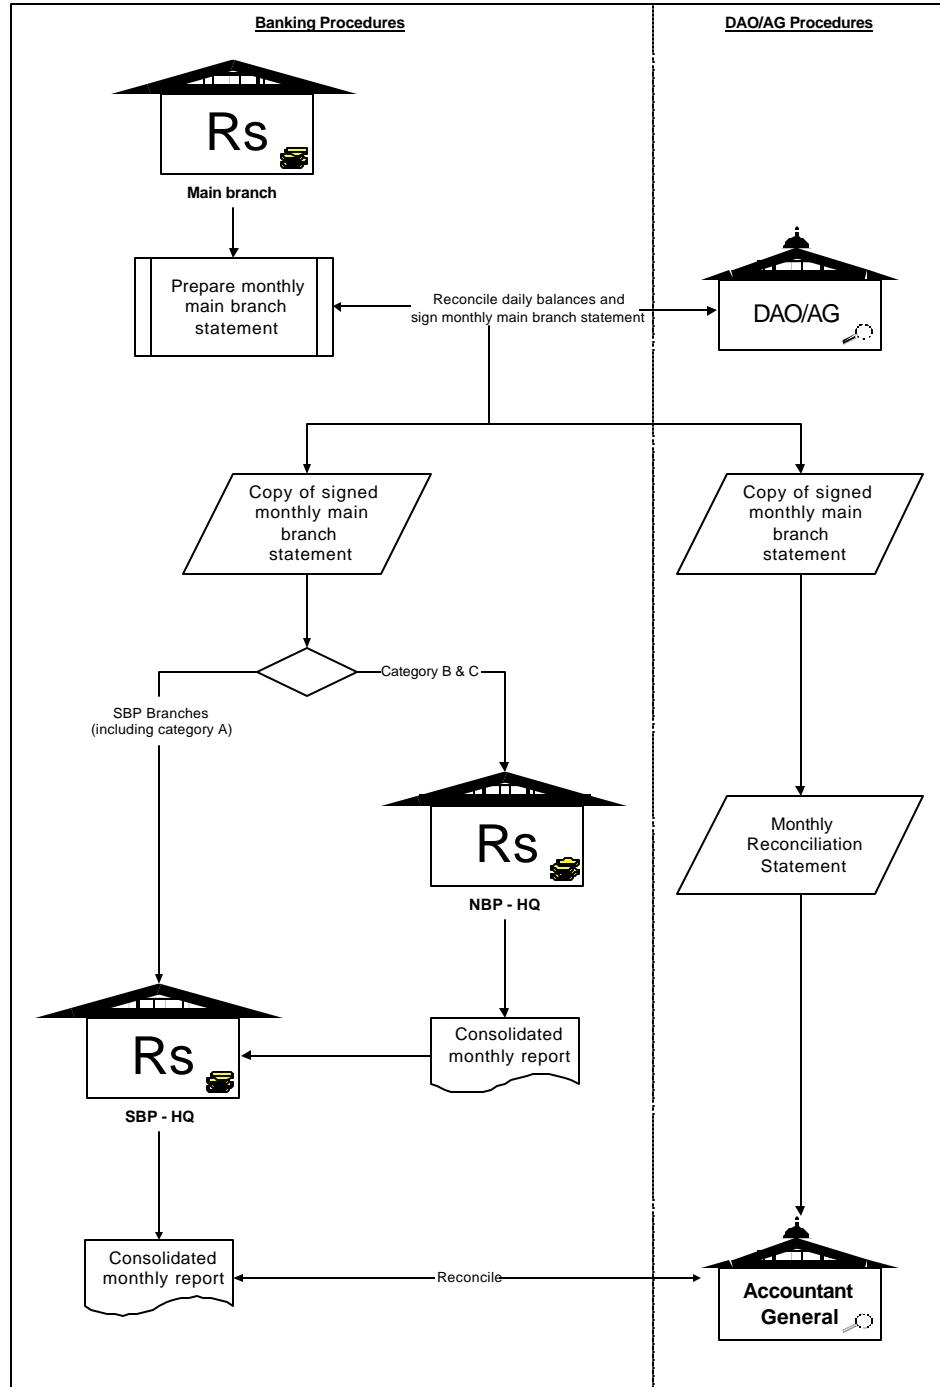 Banking Procedures
DAO/AG Procedures
Rs
Main branch
Prepare monthly
main branch
statement
Reconcile daily balances and
sign monthly main branch statement
DAO/AG
Copy of signed
monthly main
branch
statement
Copy of signed
monthly main
branch
statement
Category B & C
SBP Branches
(including category A)
Rs
NBP - HQ
Monthly
Reconciliation
Statement
Rs
SBP - HQ
Consolidated
monthly report
Consolidated
monthly report
Reconcile
Accountant
General